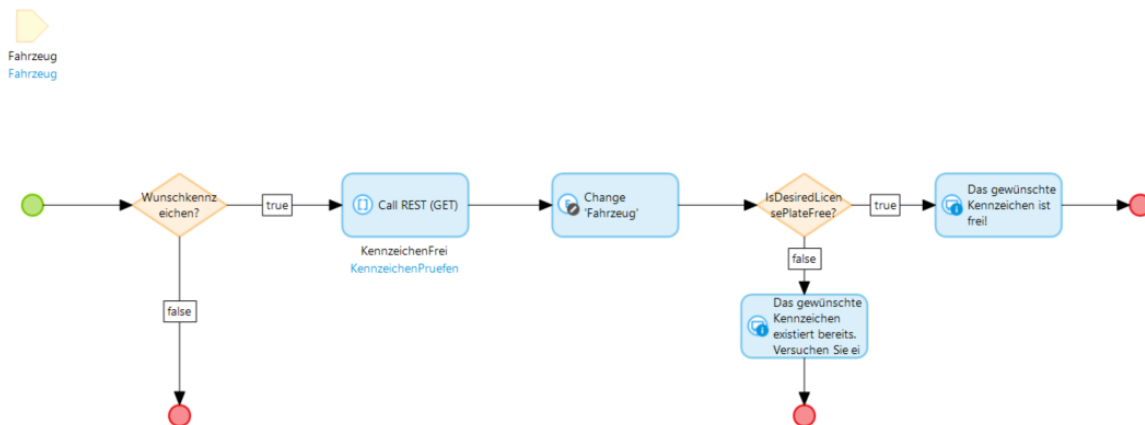 Fahrzeug
Fahrzeug
Wunschkennz
eichen?
true
Call REST (GET)
KennzeichenFrei
KennzeichenPruefen
Change
'Fahrzeug'
IsDesiredLicen
sePlateFree?
true
Das gewünschte
Kennzeichen ist
frei!
false
false
Das gewünschte
Kennzeichen
existiert bereits.
Versuchen Sie ei